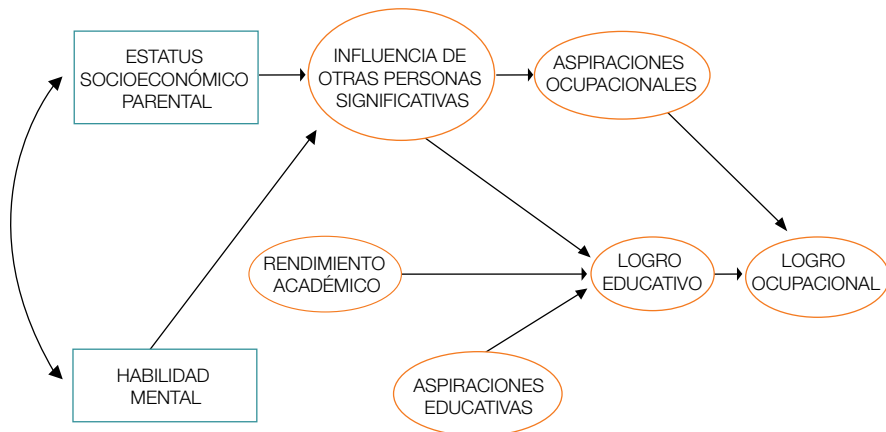 ESTATUS
SOCIOECONÓMICO
PARENTAL
INFLUENCIA DE
OTRAS PERSONAS
SIGNIFICATIVAS
ASPIRACIONES
OCUPACIONALES
RENDIMIENTO
ACADÉMICO
LOGRO
EDUCATIVO
LOGRO
OCUPACIONAL
HABILIDAD
MENTAL
ASPIRACIONES
EDUCATIVAS